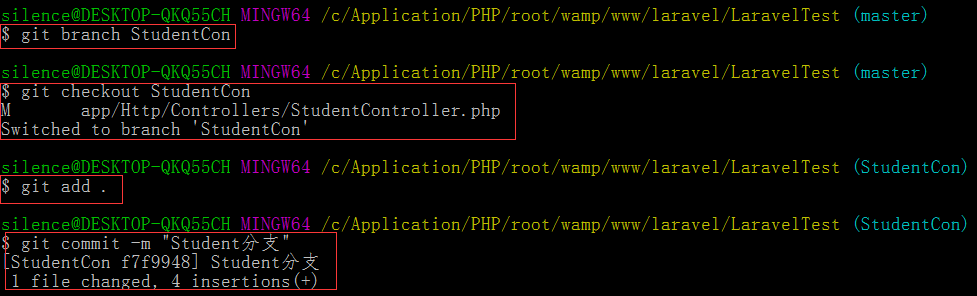 silence@DESKTOP-QKQ55CH MINGW64 /c/Application/PHP/root/wamp/www/laravel/LaravelTest (master)
$ git branch StudentCon
silence@DESKTOP-QKQ55CH MINGW64 /c/Application/PHP/root/wamp/www/laravel/LaravelTest (master)
$ git checkout StudentCon
M       app/Http/Controllers/StudentController.php
Switched to branch 'StudentCon'
silence@DESKTOP-QKQ55CH MINGW64 /c/Application/PHP/root/wamp/www/laravel/LaravelTest (StudentCon)
$ git add .
silence@DESKTOP-QKQ55CH MINGW64 /c/Application/PHP/root/wamp/www/laravel/LaravelTest (StudentCon)
$ git commit -m "Student分支"
[StudentCon f7f9948] Student分支
1 file changed, 4 insertions(+)